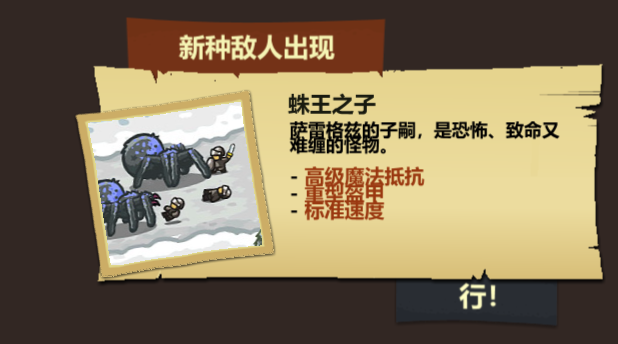 新种敌人出现
蛛王之子
萨雷格兹的子嗣，是恐怖、致命又
难缠的怪物。
- 高级魔法抵抗
- 重型盔甲
- 标准速度
行!